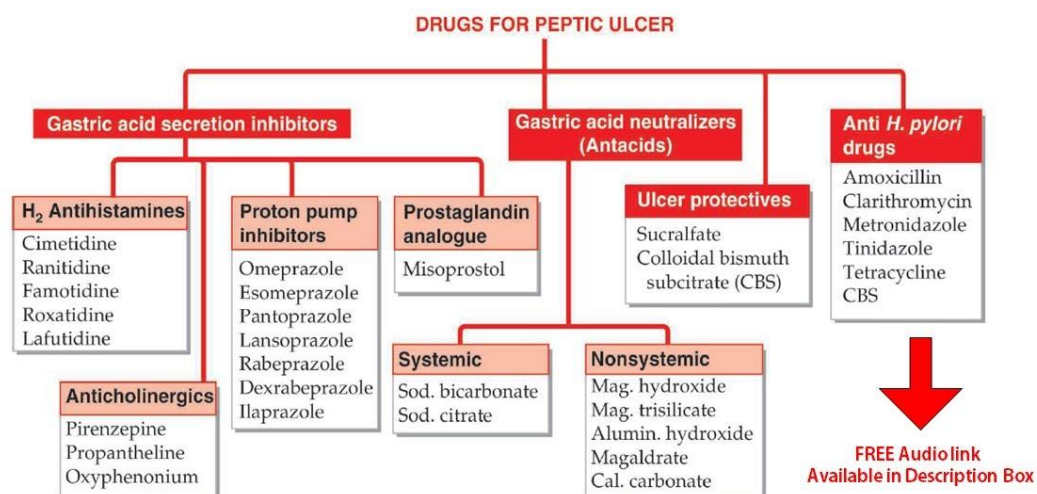 DRUGS FOR PEPTIC ULCER
Gastric acid secretion inhibitors
H₂ Antihistamines
Cimetidine
Ranitidine
Famotidine
Roxatidine
Lafutidine
Anticholinergics
Pirenzepine
Propantheline
Oxyphenonium
Proton pump
inhibitors
Omeprazole
Esomeprazole
Pantoprazole
Lansoprazole
Rabeprazole
Dexrabeprazole
Ilaprazole
Prostaglandin
analogue
Misoprostol
Gastric acid neutralizers
(Antacids)
Systemic
Sod. bicarbonate
Sod. citrate
Nonsystemic
Mag. hydroxide
Mag. trisilicate
Alumin. hydroxide
Magaldrate
Cal. carbonate
Ulcer protectives
Sucralfate
Colloidal bismuth
subcitrate (CBS)
Anti H. pylori
drugs
Amoxicillin
Clarithromycin
Metronidazole
Tinidazole
Tetracycline
CBS
FREE Audio link
Available in Description Box